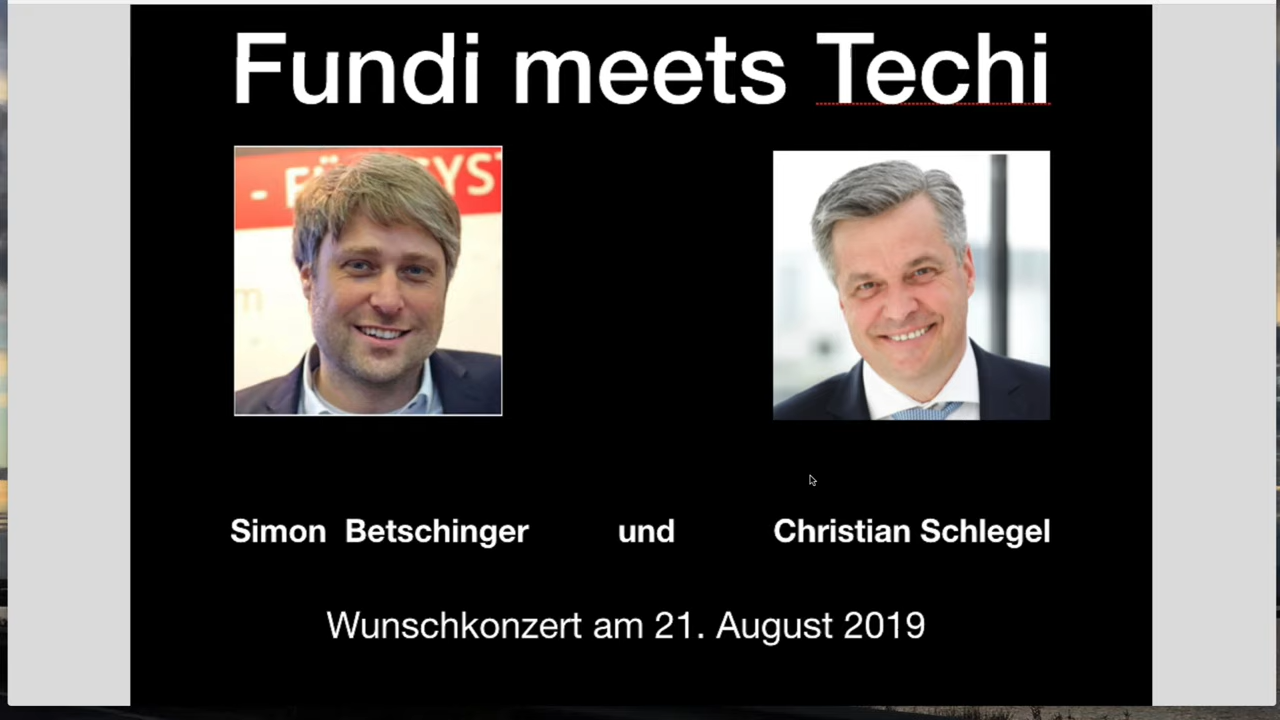 Fundi meets Techi
Simon Betschinger und Christian Schlegel
Wunschkonzert am 21. August 2019